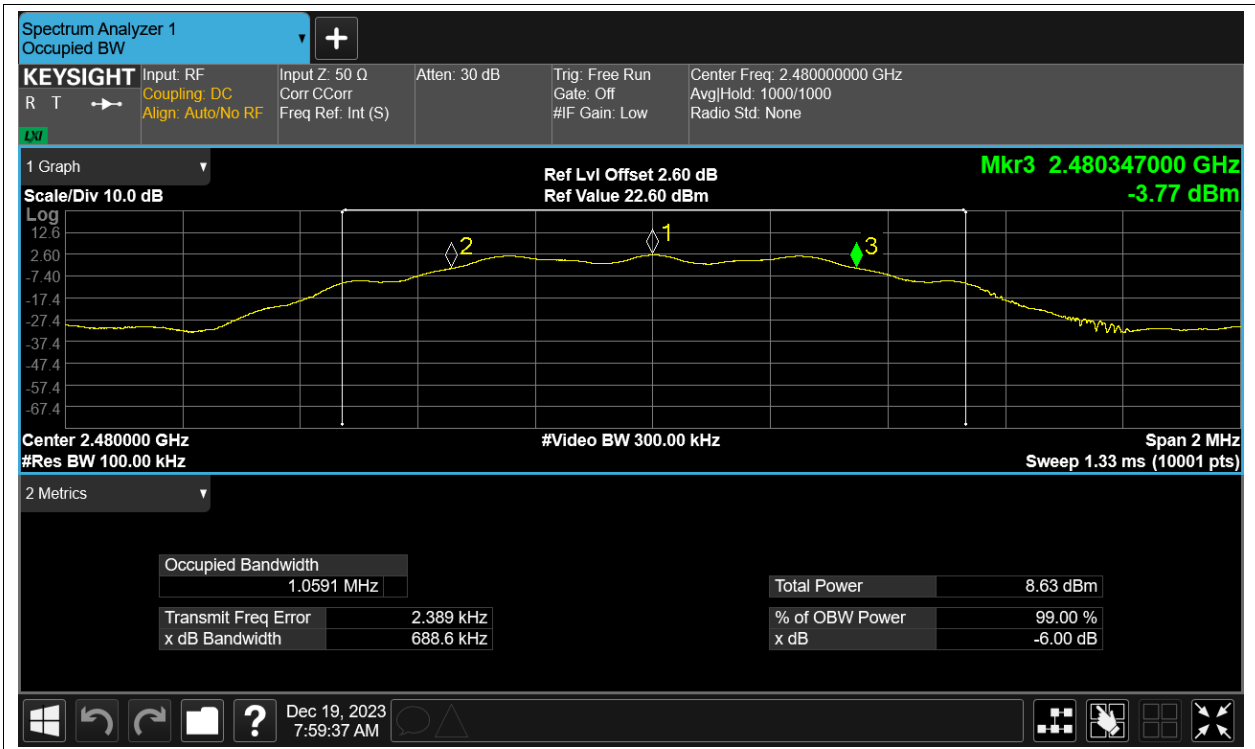 Spectrum Analyzer 1
Occupied BW
KEYSIGHT
R T
LXI
Input: RF
Coupling: DC
Align: Auto/No RF
Input Z: 50 Ω
Corr CCorr
Freq Ref: Int (S)
Atten: 30 dB
Trig: Free Run
Gate: Off
#IF Gain: Low
Center Freq: 2.480000000 GHz
Avg|Hold: 1000/1000
Radio Std: None
1 Graph
Scale/Div 10.0 dB
Ref Lvl Offset 2.60 dB
Ref Value 22.60 dBm
Mkr3 2.480347000 GHz
-3.77 dBm
Log
12.6
2.60
-7.40
-17.4
-27.4
-37.4
-47.4
-57.4
-67.4
2
1
3
Center 2.480000 GHz
#Res BW 100.00 kHz
#Video BW 300.00 kHz
Span 2 MHz
Sweep 1.33 ms (10001 pts)
2 Metrics
Occupied Bandwidth
1.0591 MHz
Transmit Freq Error 2.389 kHz
x dB Bandwidth 688.6 kHz
Total Power 8.63 dBm
% of OBW Power 99.00 %
x dB -6.00 dB
?
Dec 19, 2023
7:59:37 AM